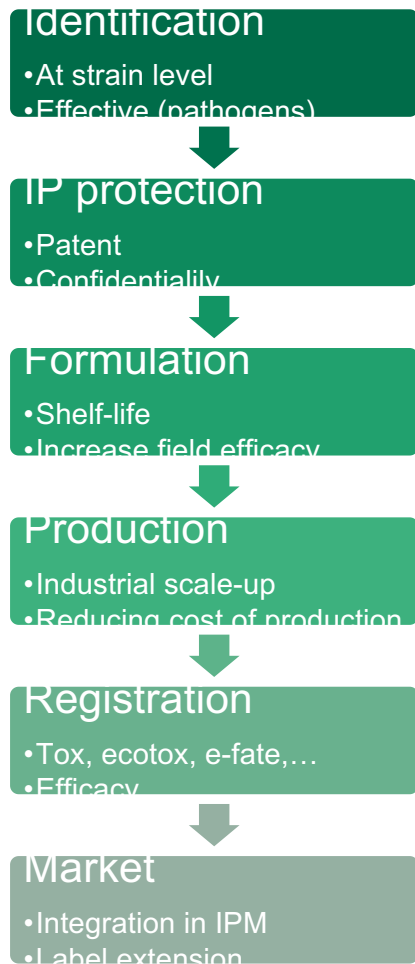 Identification
•At strain level
•Effective (pathogens)
IP protection
•Patent
•Confidentialily
Formulation
•Shelf-life
•Increase field efficacy
Production
•Industrial scale-up
•Reducing cost of production
Registration
•Tox, ecotox, e-fate,…
•Efficacy
Market
•Integration in IPM
•Label extension